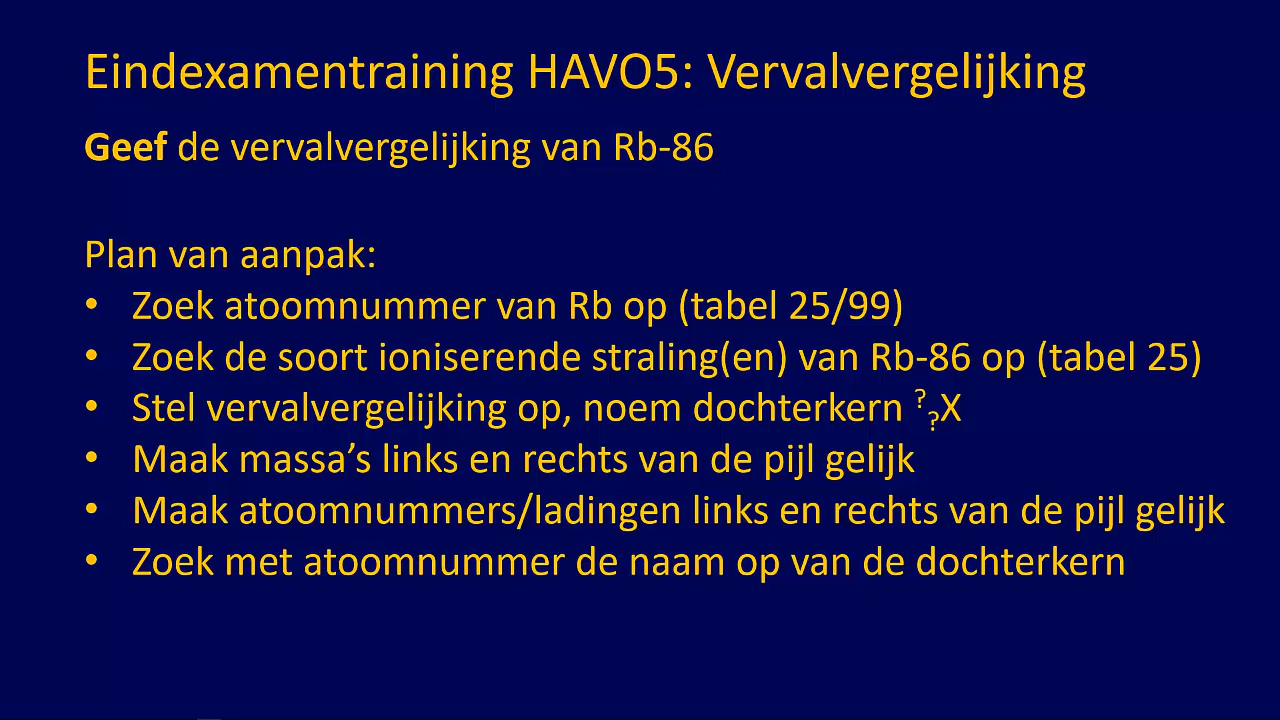 Eindexamentraining HAVO5: Vervalvergelijking
Geef de vervalvergelijking van Rb-86
Plan van aanpak:
• Zoek atoomnummer van Rb op (tabel 25/99)
• Zoek de soort ioniserende straling(en) van Rb-86 op (tabel 25)
• Stel vervalvergelijking op, noem dochterkern ??X
• Maak massa’s links en rechts van de pijl gelijk
• Maak atoomnummers/ladingen links en rechts van de pijl gelijk
• Zoek met atoomnummer de naam op van de dochterkern